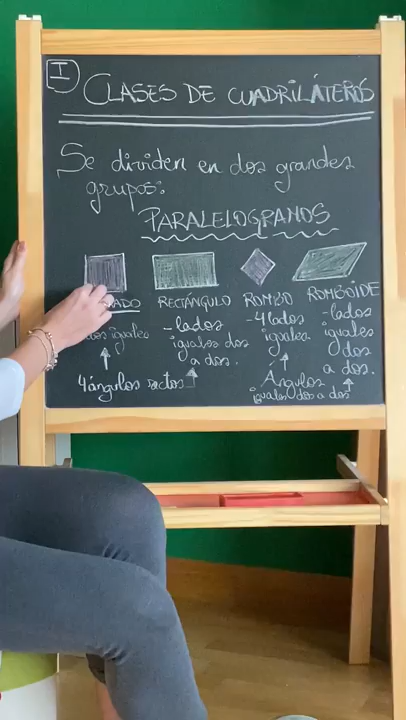 I CLASES DE CUADRILÁTEROS
Se dividen en dos grandes
grupos:
PARALELOGRAMOS
RECTÁNGULO ROMBO ROMBOIDE
iguales
-lados
iguales dos
a dos.
-4 lados
iguales
-lados
iguales
dos
a dos.
4 ángulos rectos
Ángulos
iguales dos a dos